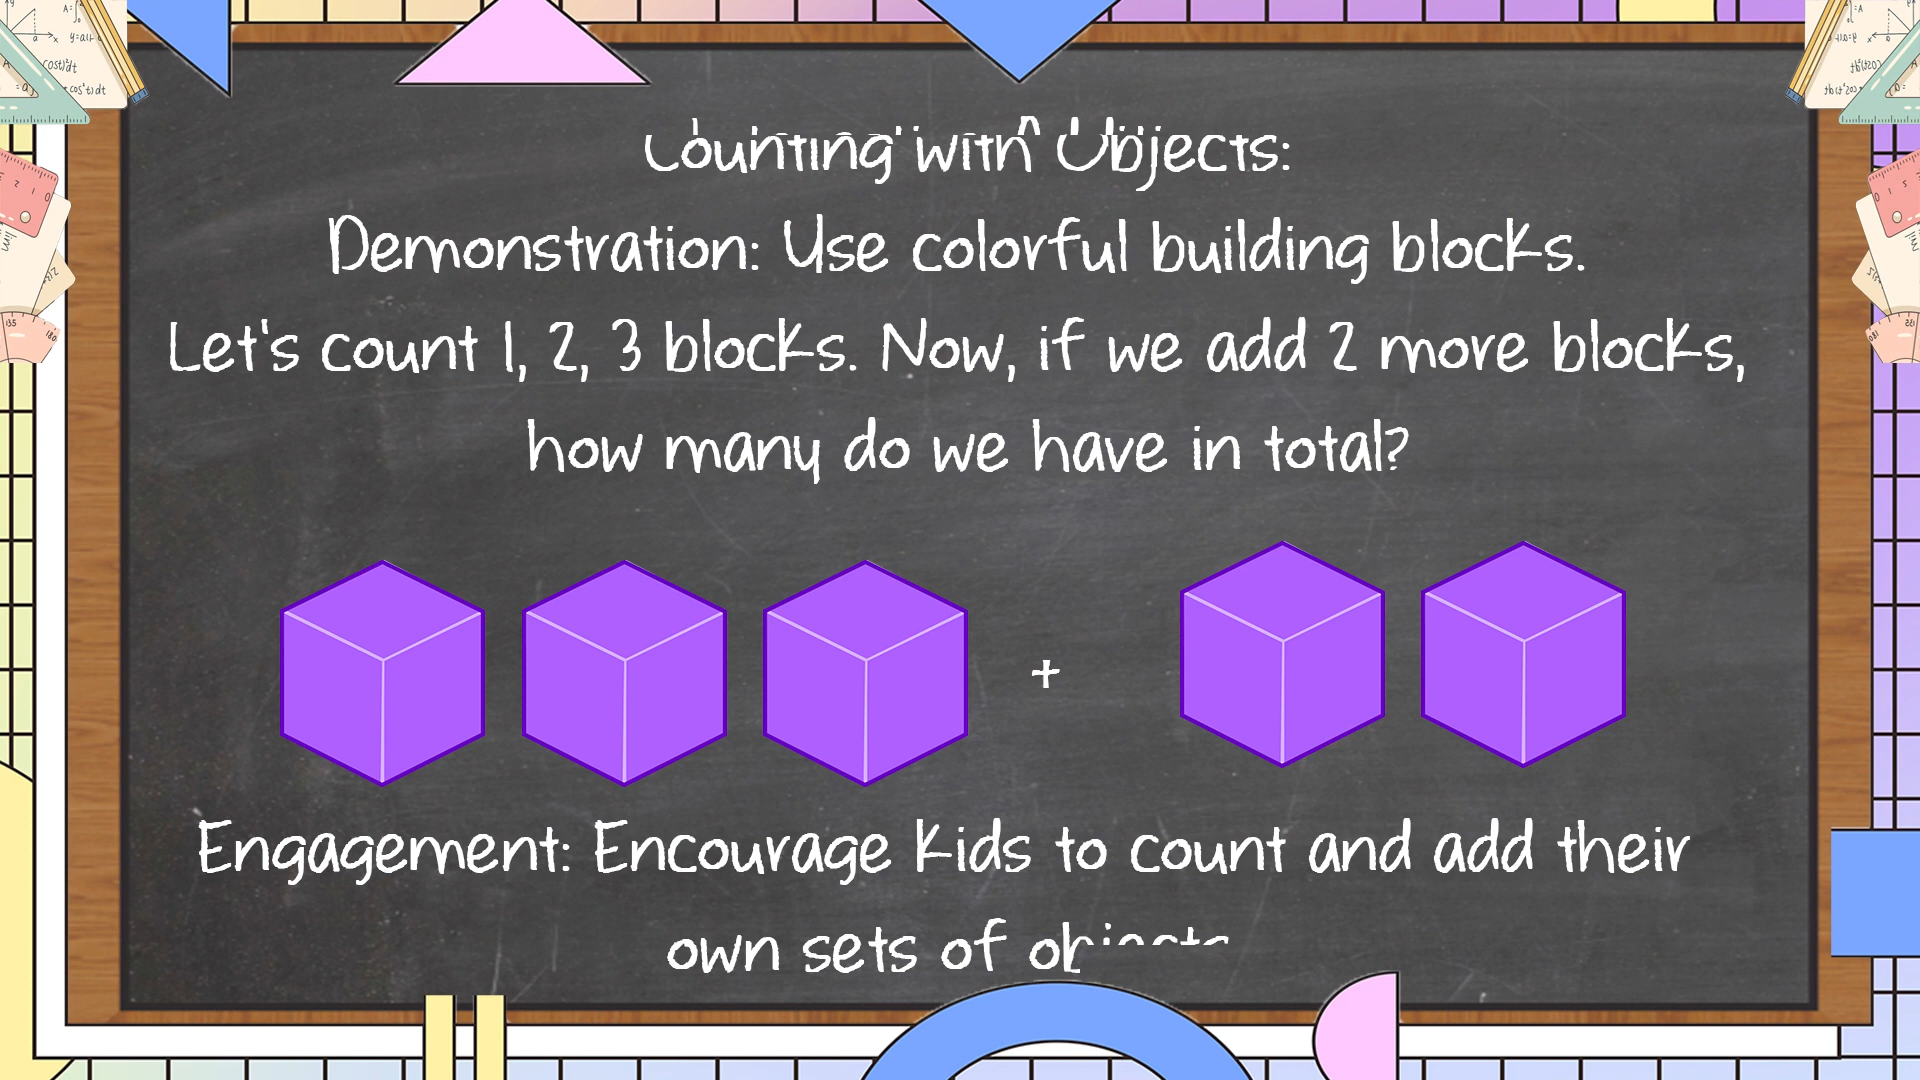 Counting with Objects:
Demonstration: Use colorful building blocks.
Let's count 1, 2, 3 blocks. Now, if we add 2 more blocks,
how many do we have in total?
+
Engagement: Encourage kids to count and add their
own sets of objects